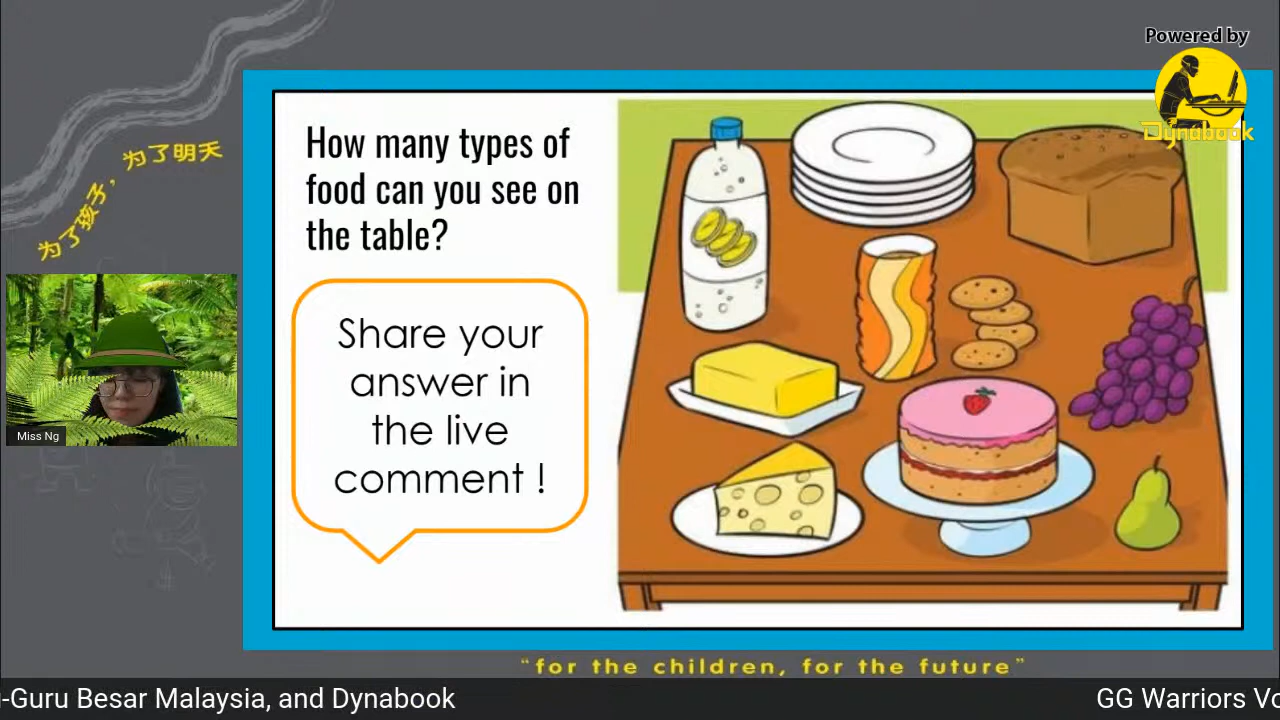 Powered by
Dynabook
为了孩子，为了明天
How many types of
food can you see on
the table?
Share your
answer in
the live
comment !
Miss Ng
“for the children, for the future”
-Guru Besar Malaysia, and Dynabook
GG Warriors Vo